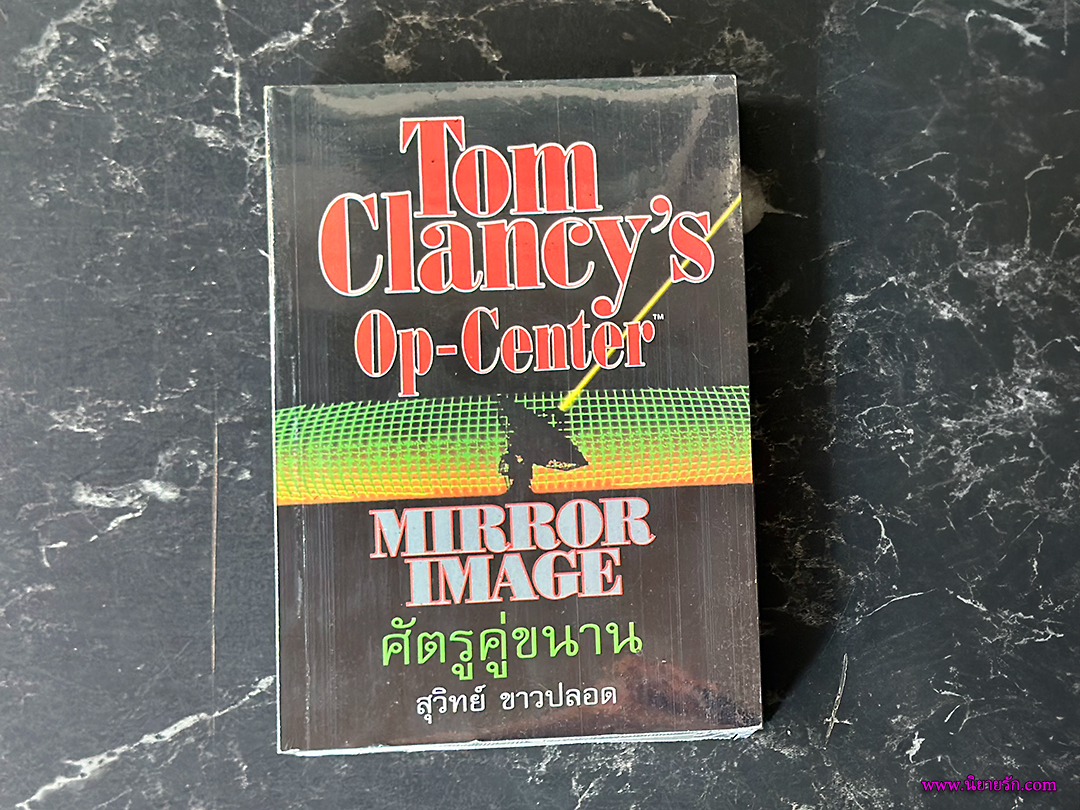 Tom
Clancy's
Op-Center™
MIRROR
IMAGE
ศัตรูคู่ขนาน
สุวิทย์ ขาวปลอด
www.นิยายรัก.com